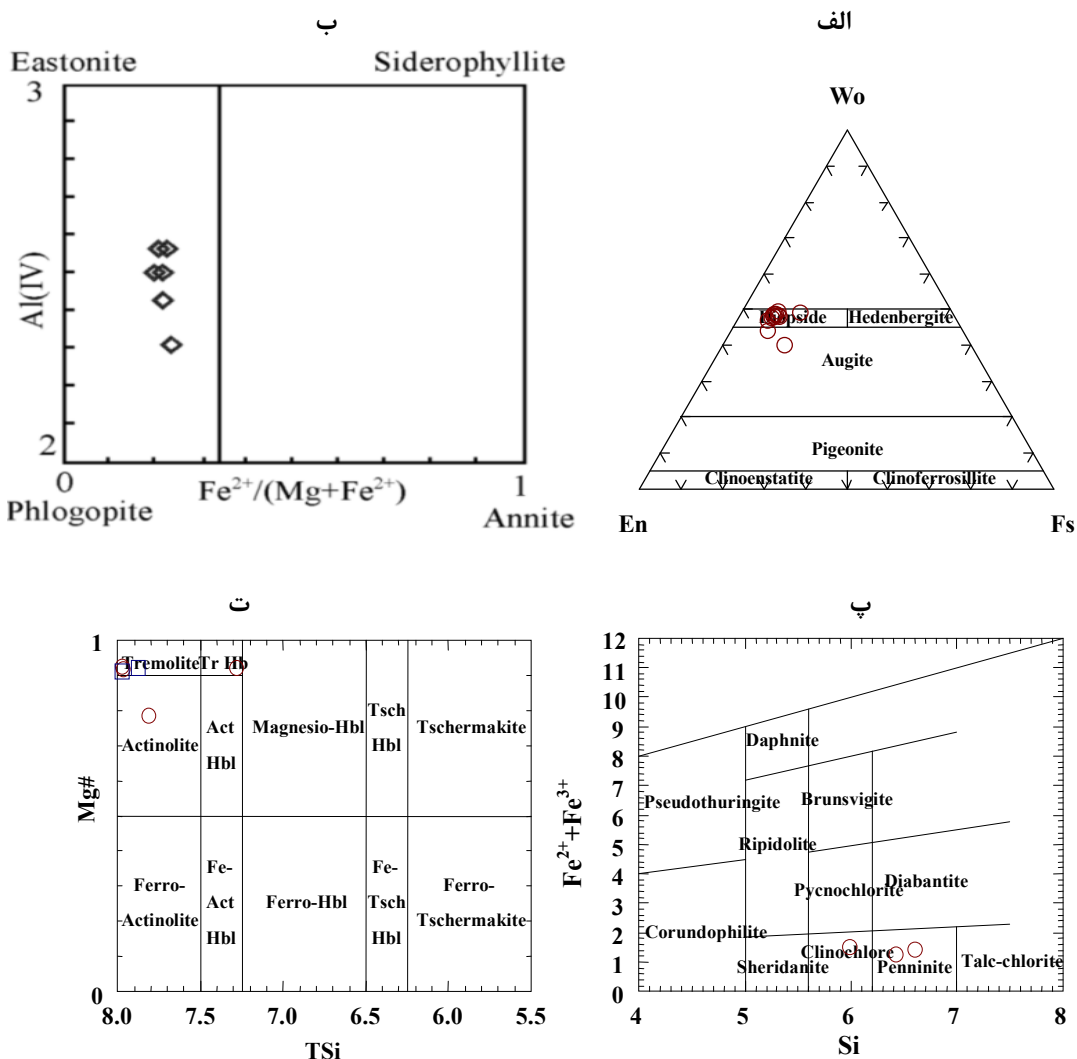 الف
Wo
Diopside Hedenbergite
Augite
Pigeonite
Clinoenstatite Clinoferrosillite
En Fs
ب
Eastonite Siderophyllite
3
Al(IV)
2
0 Fe²⁺/(Mg+Fe²⁺) 1
Phlogopite Annite
پ
12
11
10
9
8
7
6
5
4
3
2
1
0
Fe²⁺+Fe³⁺
Daphnite
Pseudothuringite Brunsvigite
Ripidolite
Pycnochlorite Diabantite
Corundophilite
Clinochlore
Sheridanite Penninite Talc-chlorite
4 5 6 7 8
Si
ت
1
Mg#
0
Tremolite Tr Hb
Actinolite
Act
Hbl
Magnesio-Hbl
Tsch
Hbl
Tschermakite
Ferro-
Actinolite
Fe-
Act
Hbl
Ferro-Hbl
Fe-
Tsch
Hbl
Ferro-
Tschermakite
8.0 7.5 7.0 6.5 6.0 5.5
TSi